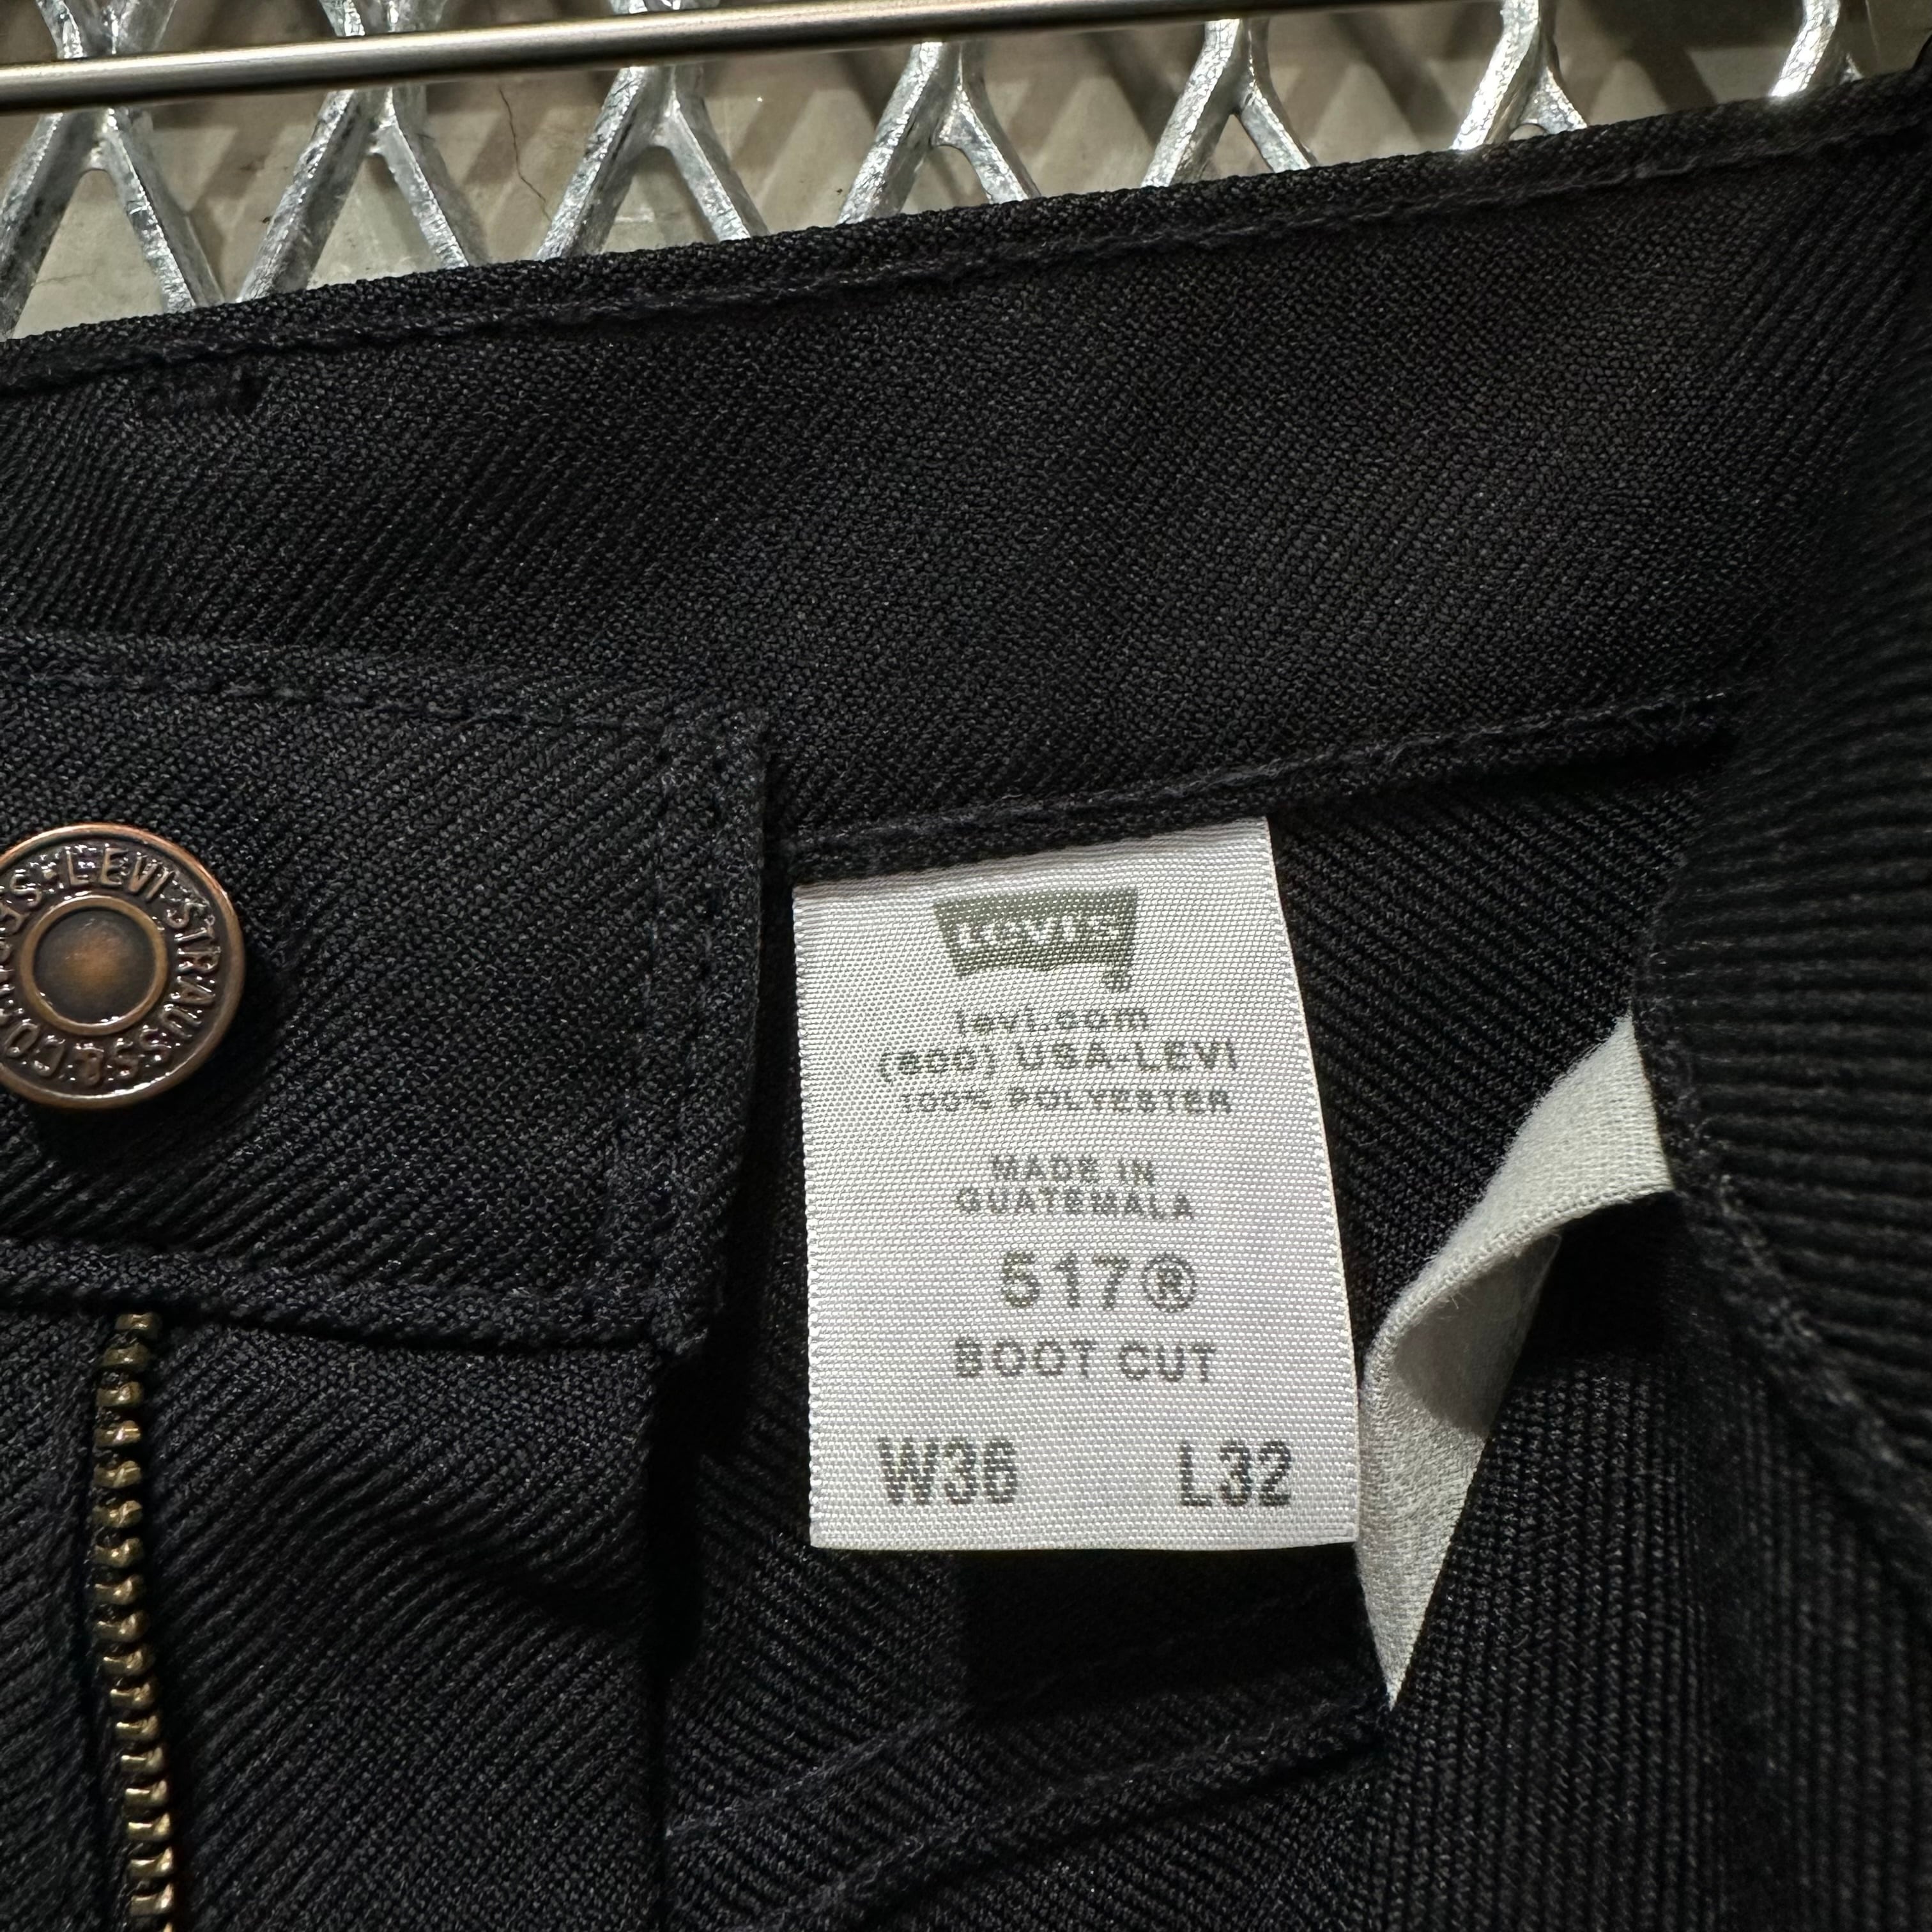 LEVI STRAUSS & CO.
Levi's
levi.com
(800) USA-LEVI
100% POLYESTER
MADE IN
GUATEMALA
517®
BOOT CUT
W36 L32